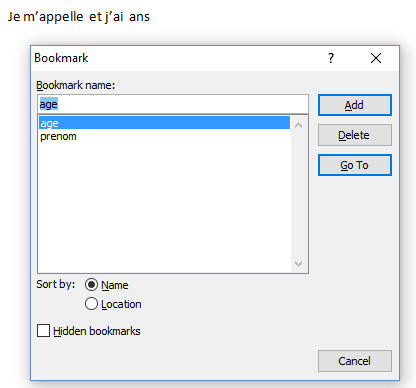 Je m'appelle et j'ai ans
Bookmark
?
Bookmark name:
age
Add
age
prenom
Delete
Go To
Sort by:
Name
Location
Hidden bookmarks
Cancel